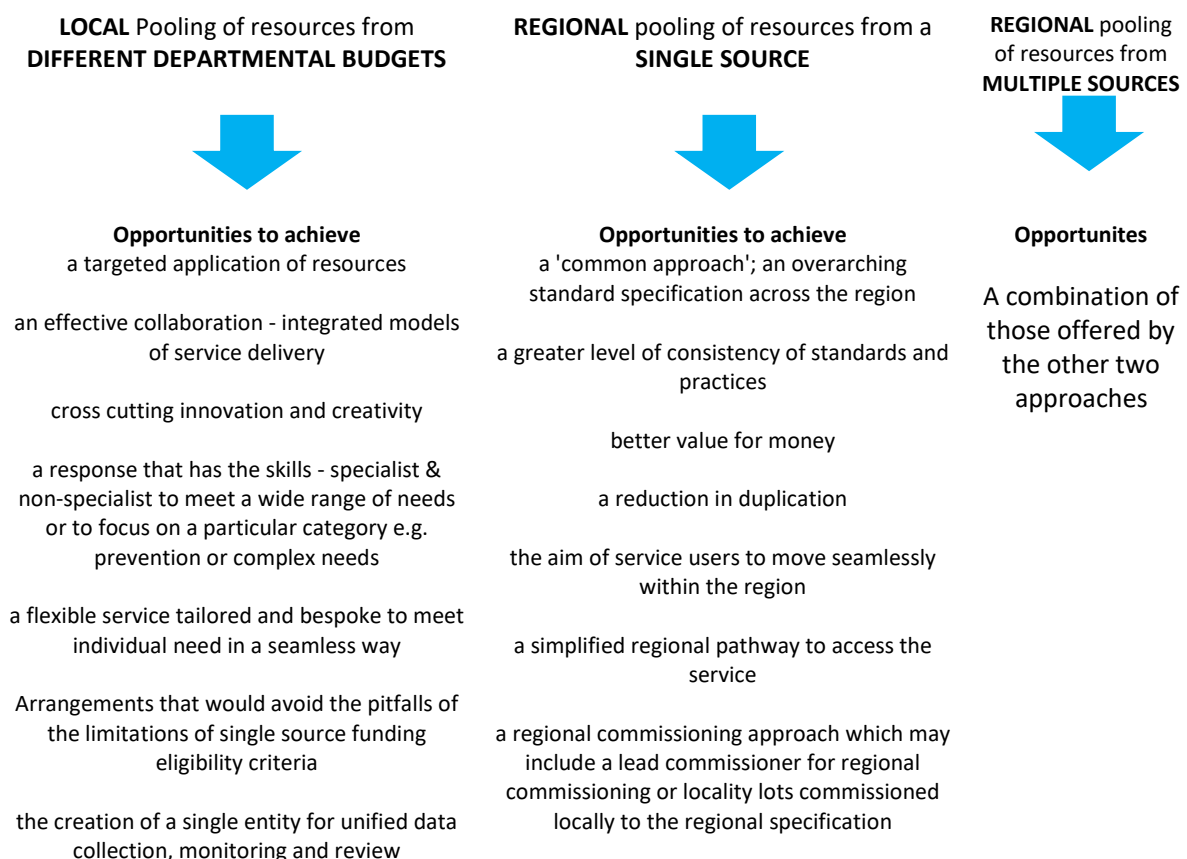 LOCAL Pooling of resources from
DIFFERENT DEPARTMENTAL BUDGETS
Opportunities to achieve
a targeted application of resources
an effective collaboration - integrated models
of service delivery
cross cutting innovation and creativity
a response that has the skills - specialist &
non-specialist to meet a wide range of needs
or to focus on a particular category e.g.
prevention or complex needs
a flexible service tailored and bespoke to meet
individual need in a seamless way
Arrangements that would avoid the pitfalls of
the limitations of single source funding
eligibility criteria
the creation of a single entity for unified data
collection, monitoring and review
REGIONAL pooling of resources from a
SINGLE SOURCE
Opportunities to achieve
a 'common approach'; an overarching
standard specification across the region
a greater level of consistency of standards and
practices
better value for money
a reduction in duplication
the aim of service users to move seamlessly
within the region
a simplified regional pathway to access the
service
a regional commissioning approach which may
include a lead commissioner for regional
commissioning or locality lots commissioned
locally to the regional specification
REGIONAL pooling
of resources from
MULTIPLE SOURCES
Opportunites
A combination of
those offered by
the other two
approaches